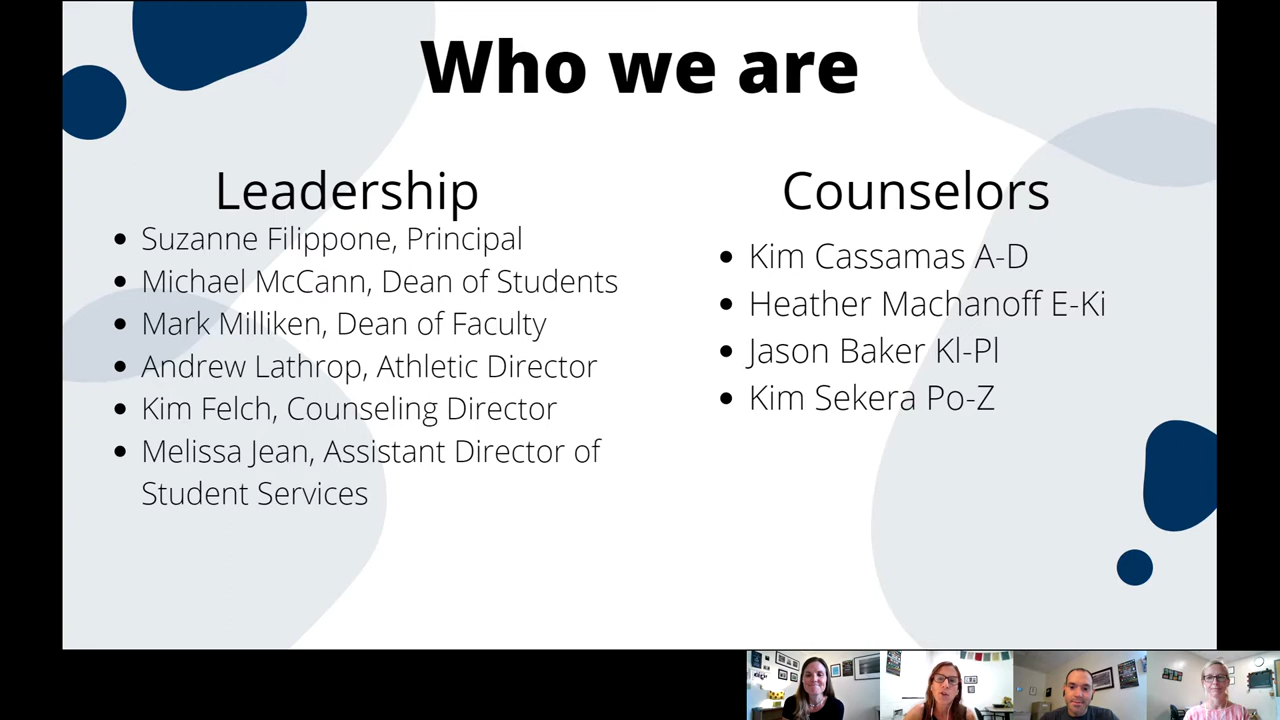 Who we are
Leadership
Suzanne Filippone, Principal
Michael McCann, Dean of Students
Mark Milliken, Dean of Faculty
Andrew Lathrop, Athletic Director
Kim Felch, Counseling Director
Melissa Jean, Assistant Director of
Student Services
Counselors
Kim Cassamas A-D
Heather Machanoff E-Ki
Jason Baker Kl-Pl
Kim Sekera Po-Z